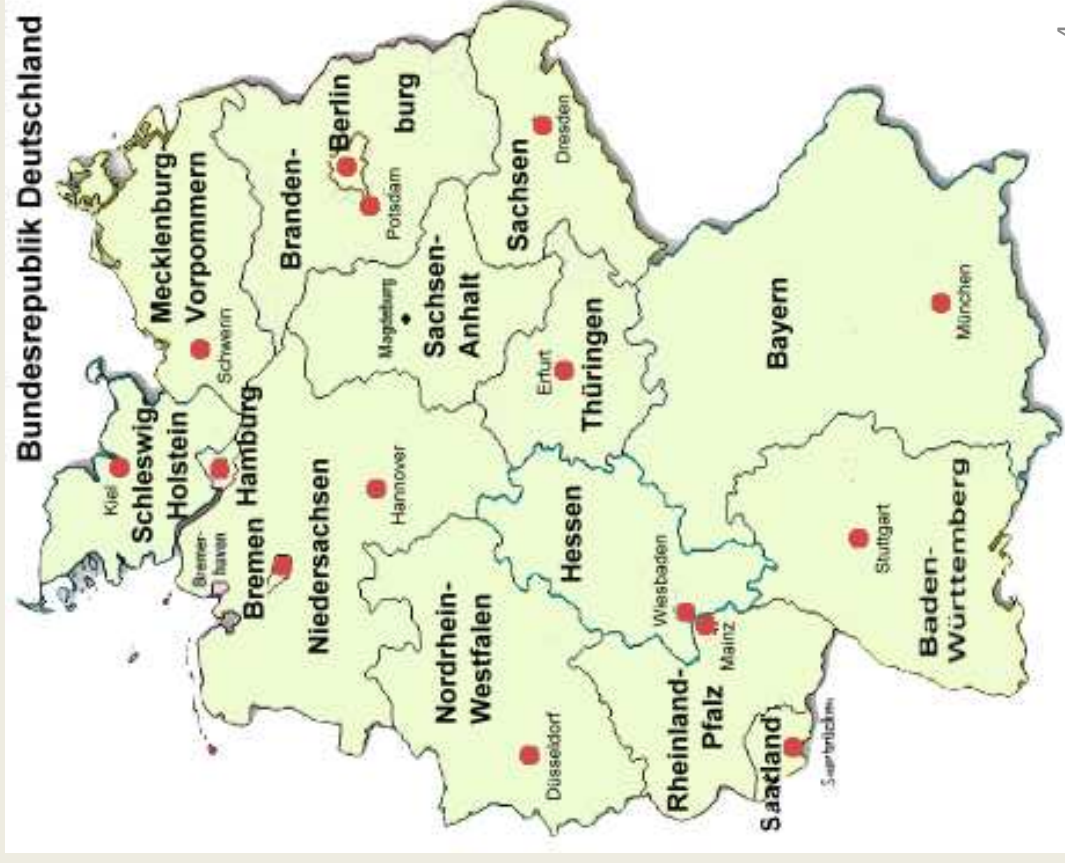 Bundesrepublik Deutschland
Kiel
Schleswig
Holstein
Mecklenburg-
Vorpommern
Schwerin
Hamburg
Bremer-
haven
Bremen
Niedersachsen
Hannover
Branden-
burg
Berlin
Potsdam
Magdeburg
Sachsen-
Anhalt
Nordrhein-
Westfalen
Düsseldorf
Hessen
Wiesbaden
Erfurt
Thüringen
Sachsen
Dresden
Rheinland-
Pfalz
Mainz
Saarland
Saarbrücken
Baden-
Württemberg
Stuttgart
Bayern
München
4